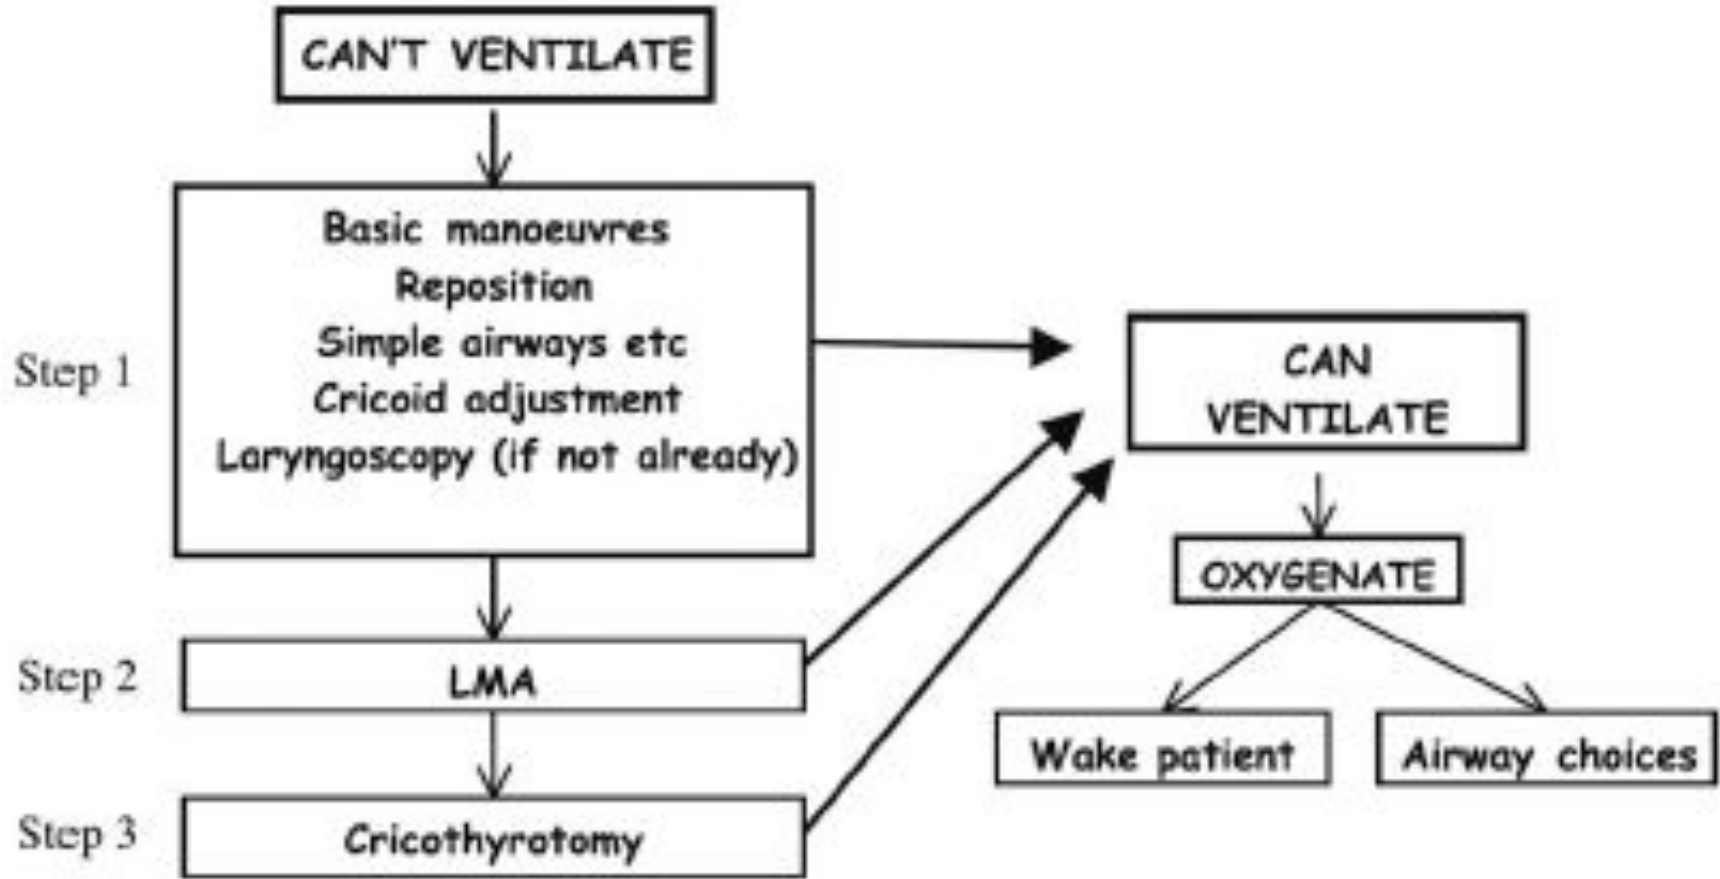 CAN'T VENTILATE
Basic manoeuvres
Reposition
Simple airways etc
Cricoid adjustment
Laryngoscopy (if not already)
Step 1
CAN
VENTILATE
OXYGENATE
Step 2
LMA
Wake patient
Airway choices
Step 3
Cricothyrotomy